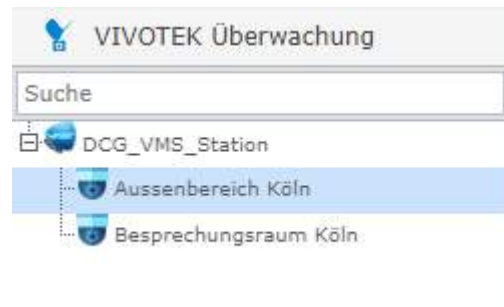 VIVOTEK Überwachung
Suche
DCG_VMS_Station
Aussenbereich Köln
Besprechungsraum Köln